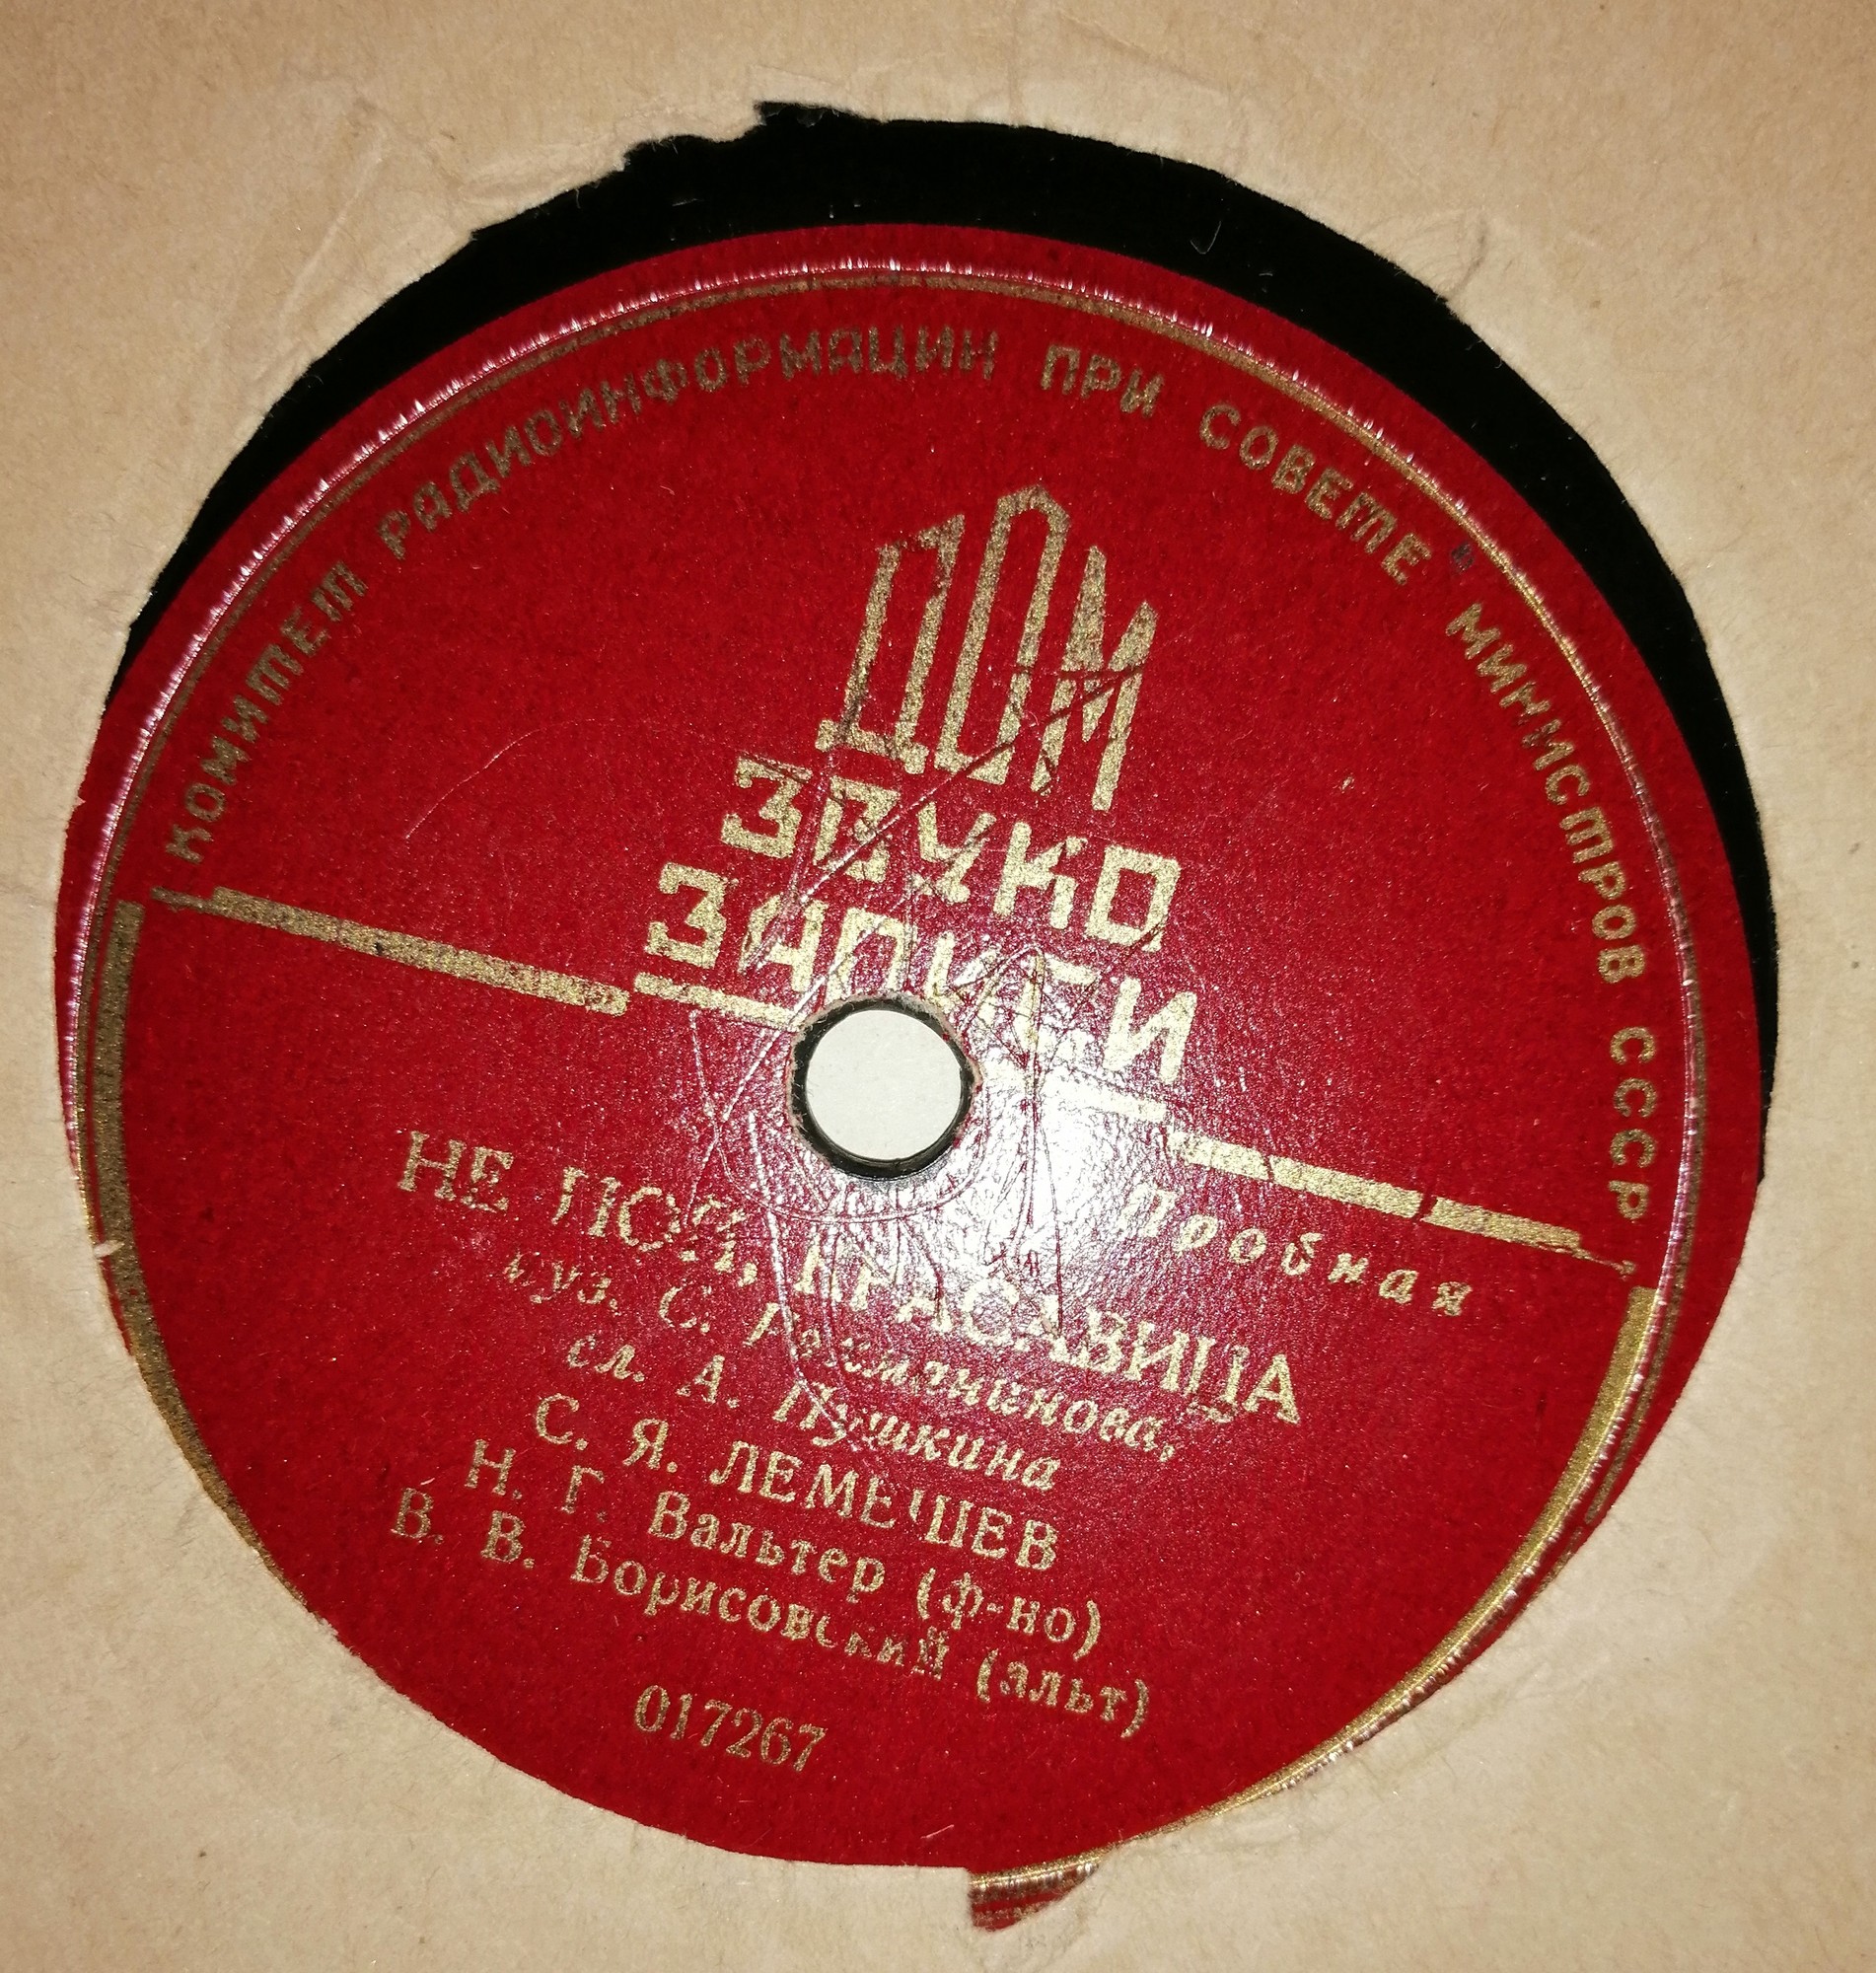 КОМИТЕТ РАДИОИНФОРМАЦИИ ПРИ СОВЕТЕ МИНИСТРОВ СССР
ДОМ
ЗВУКО
ЗАПИСИ
Пробная
НЕ ПОЙ, КРАСАВИЦА
муз. С. Рахманинова,
сл. А. Пушкина
С. Я. ЛЕМЕШЕВ
Н. Г. Вальтер (ф-но)
В. В. Борисовский (альт)
017267